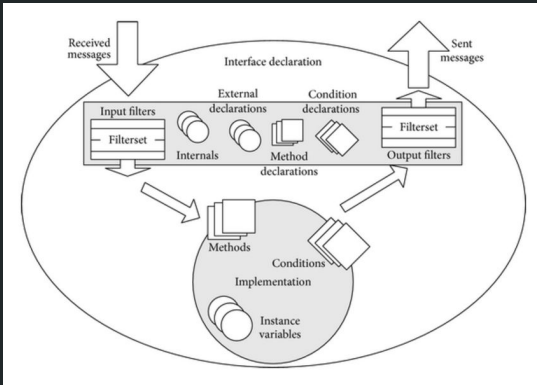 Received
messages
Sent
messages
Interface declaration
External
declarations
Condition
declarations
Input filters
Filterset
Internals
Method
declarations
Filterset
Output filters
Methods
Conditions
Implementation
Instance
variables